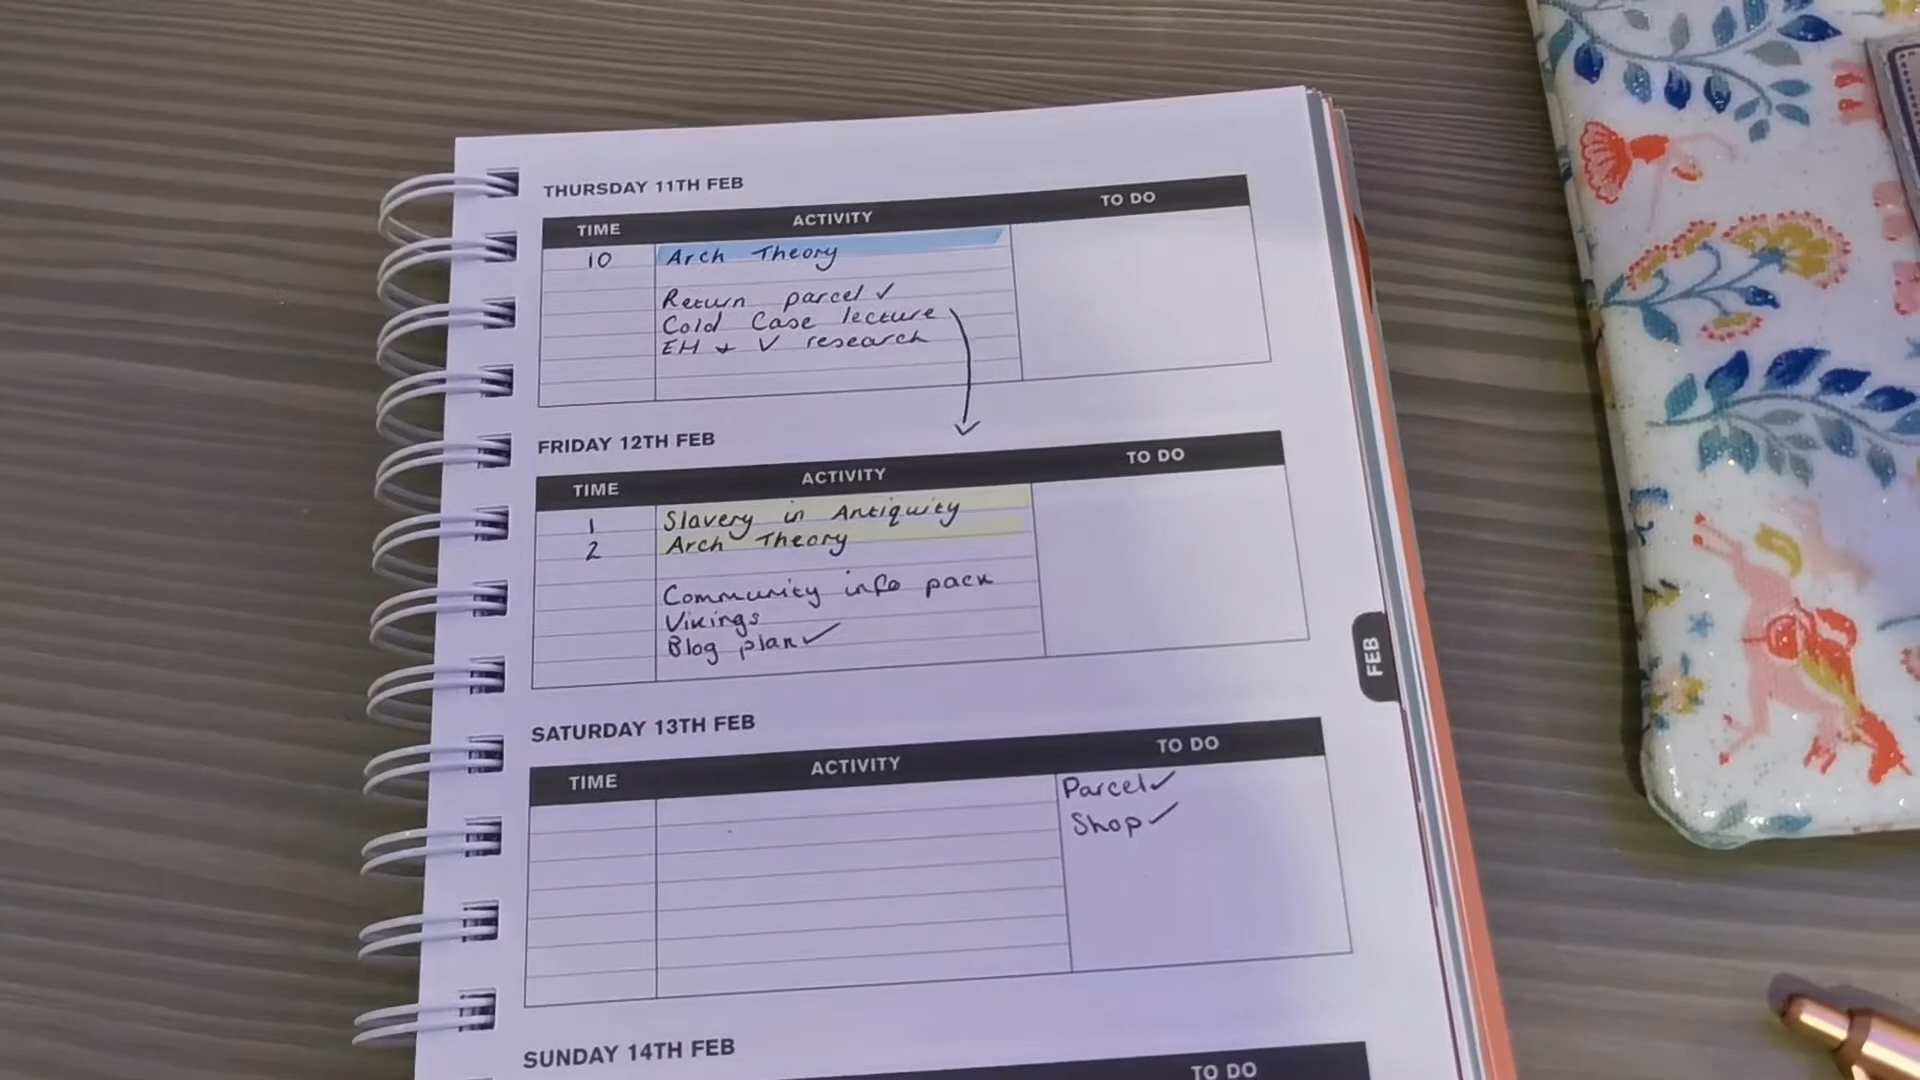 THURSDAY 11TH FEB
TIME ACTIVITY TO DO
10 Arch Theory
Return parcel ✓
Cold Case lecture
EH + V research
FRIDAY 12TH FEB
TIME ACTIVITY TO DO
1 Slavery in Antiquity
2 Arch Theory
Community info pack
Vikings
Blog plan ✓
FEB
SATURDAY 13TH FEB
TIME ACTIVITY TO DO
Parcel ✓
Shop ✓
SUNDAY 14TH FEB
TO DO